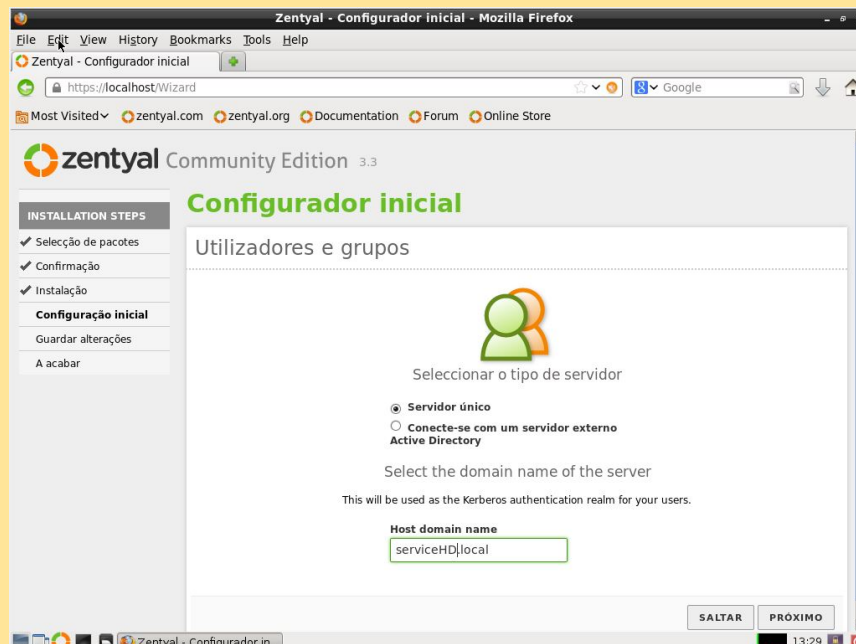 Zentyal - Configurador inicial - Mozilla Firefox
File Edit View History Bookmarks Tools Help
Zentyal - Configurador inicial
https://localhost/Wizard
Google
Most Visited zentyal.com zentyal.org Documentation Forum Online Store
zentyal Community Edition 3.3
Configurador inicial
INSTALLATION STEPS
Selecção de pacotes
Confirmação
Instalação
Configuração inicial
Guardar alterações
A acabar
Utilizadores e grupos
Seleccionar o tipo de servidor
Servidor único
Conecte-se com um servidor externo
Active Directory
Select the domain name of the server
This will be used as the Kerberos authentication realm for your users.
Host domain name
serviceHD.local
SALTAR PRÓXIMO
Zentyal - Configurador in 13:29